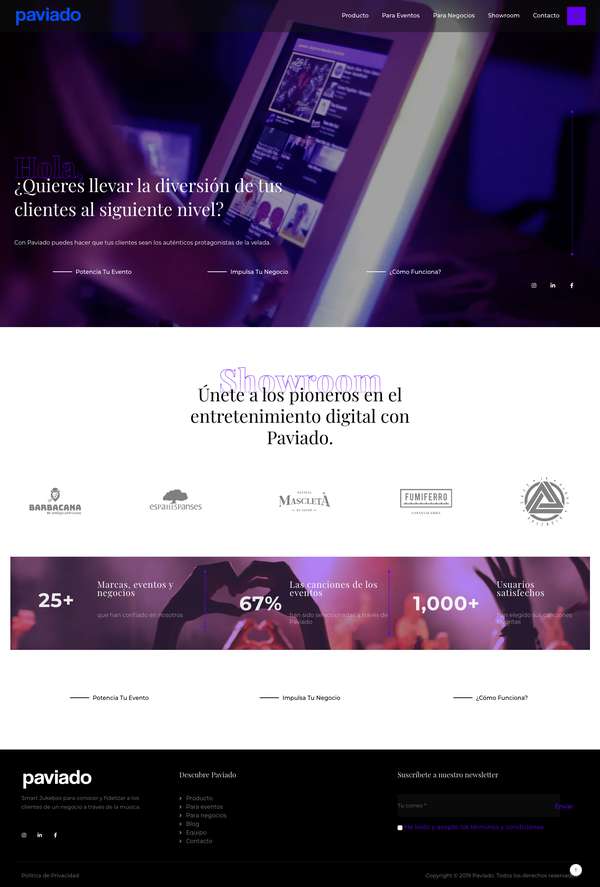 paviado
Producto
Para Eventos
Para Negocios
Showroom
Contacto
Hola,
¿Quieres llevar la diversión de tus
clientes al siguiente nivel?
Con Paviado puedes hacer que tus clientes sean los auténticos protagonistas de la velada.
Potencia Tu Evento
Impulsa Tu Negocio
¿Cómo Funciona?
Showroom
Únete a los pioneros en el
entretenimiento digital con
Paviado.
BARBACANA
ESPAIISPANSES
MASCLETÀ
FUMIFERRO
25+
Marcas, eventos y
negocios
que han confiado en nosotros
67%
Las canciones de los
eventos
han sido seleccionadas a través de
Paviado
1,000+
Usuarios
satisfechos
han elegido sus canciones
favoritas
Potencia Tu Evento
Impulsa Tu Negocio
¿Cómo Funciona?
paviado
Smart Jukebox para conocer y fidelizar a los
clientes de un negocio a través de la música.
Descubre Paviado
Producto
Para eventos
Para negocios
Blog
Equipo
Contacto
Suscríbete a nuestro newsletter
Tu correo *
Enviar
He leído y acepto los términos y condiciones
Política de Privacidad
Copyright © 2019 Paviado. Todos los derechos reservados